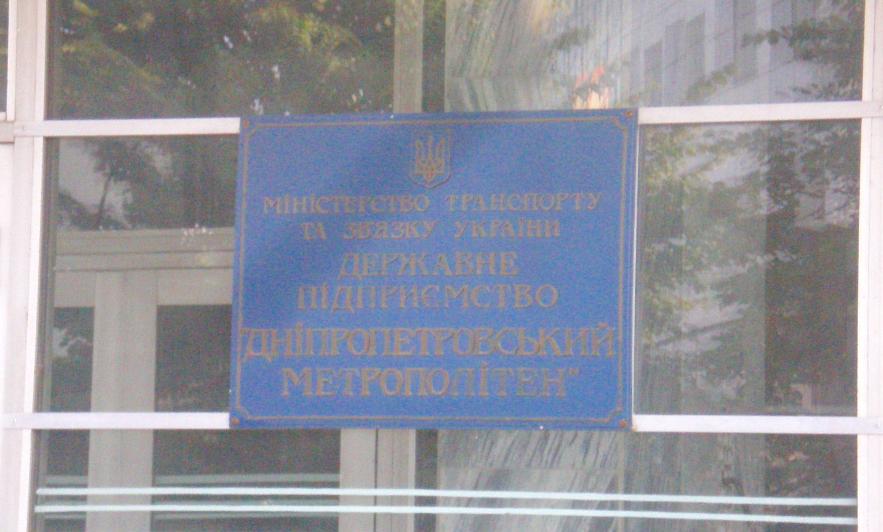 МІНІСТЕРСТВО ТРАНСПОРТУ
ТА ЗВ'ЯЗКУ УКРАЇНИ
ДЕРЖАВНЕ
ПІДПРИЄМСТВО
"ДНІПРОПЕТРОВСЬКИЙ
МЕТРОПОЛІТЕН"